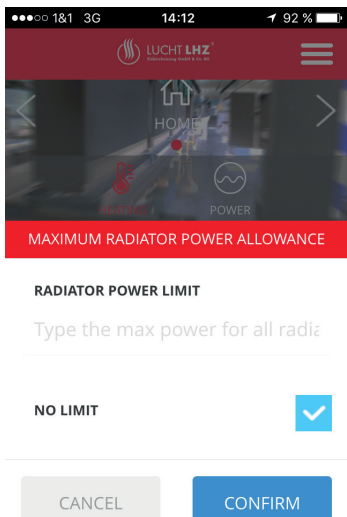 1&1 3G 14:12 92 %
LUCHT LHZ
HOME
POWER
MAXIMUM RADIATOR POWER ALLOWANCE
RADIATOR POWER LIMIT
Type the max power for all radia
NO LIMIT
CANCEL CONFIRM